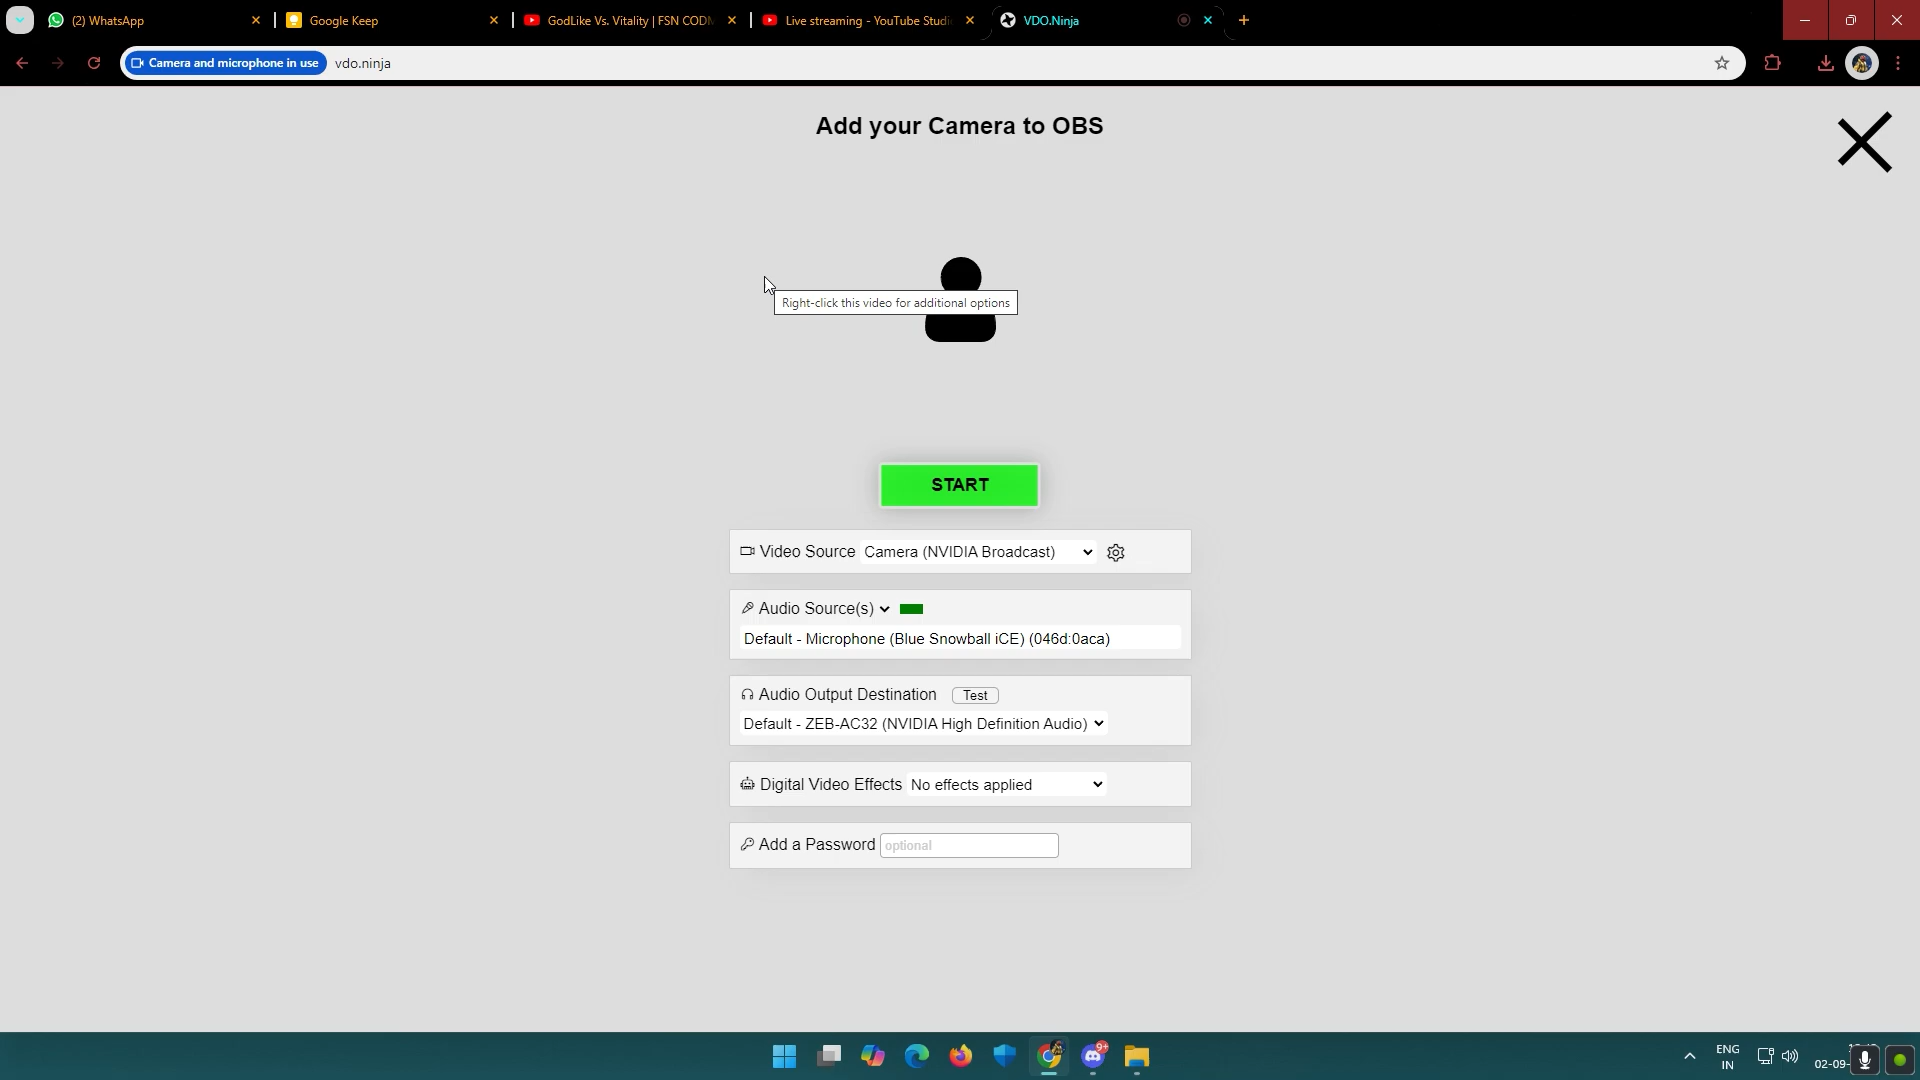 (2) WhatsApp
Google Keep
GodLike Vs. Vitality | FSN CODM
Live streaming - YouTube Studi
VDO.Ninja
Camera and microphone in use
vdo.ninja
Add your Camera to OBS
Right-click this video for additional options
START
Video Source
Camera (NVIDIA Broadcast)
Audio Source(s)
Default - Microphone (Blue Snowball iCE) (046d:0aca)
Audio Output Destination
Test
Default - ZEB-AC32 (NVIDIA High Definition Audio)
Digital Video Effects
No effects applied
Add a Password
optional
9+
ENG
IN
02-09-